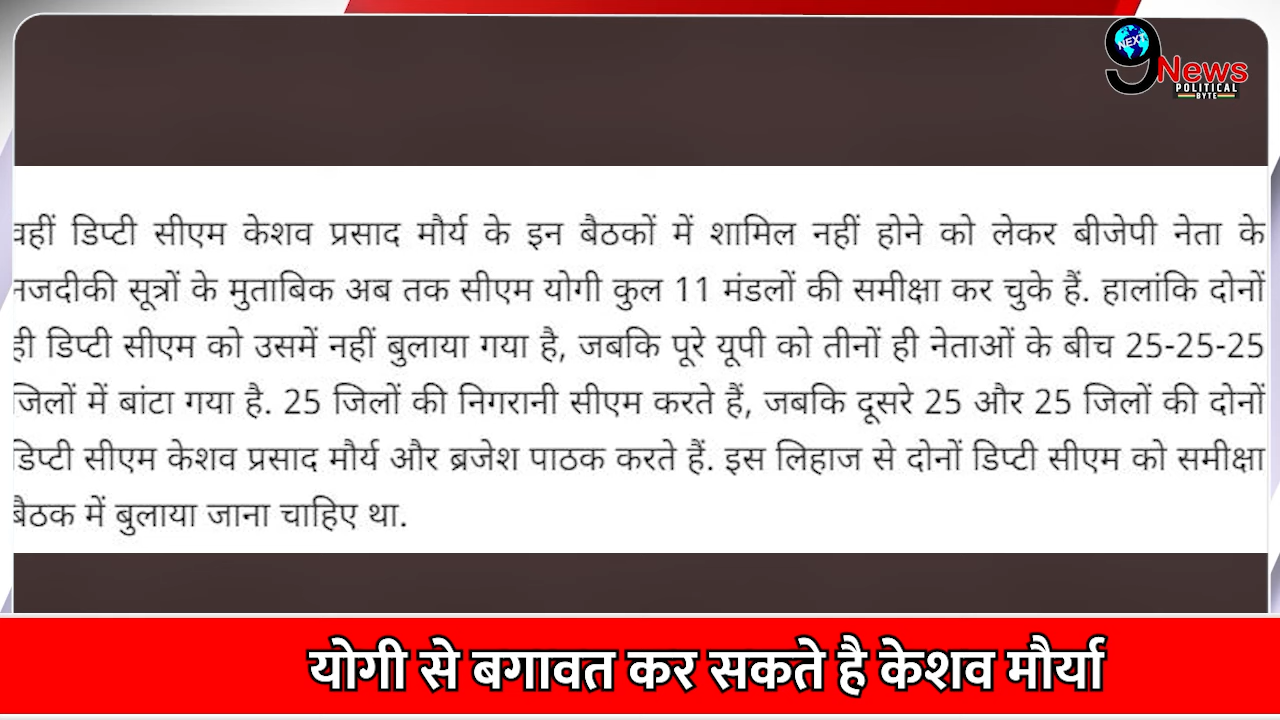 9 NEXT
News
POLITICAL
BYTE
वहीं डिप्टी सीएम केशव प्रसाद मौर्य के इन बैठकों में शामिल नहीं होने को लेकर बीजेपी नेता के
नजदीकी सूत्रों के मुताबिक अब तक सीएम योगी कुल 11 मंडलों की समीक्षा कर चुके हैं. हालांकि दोनों
ही डिप्टी सीएम को उसमें नहीं बुलाया गया है, जबकि पूरे यूपी को तीनों ही नेताओं के बीच 25-25-25
जिलों में बांटा गया है. 25 जिलों की निगरानी सीएम करते हैं, जबकि दूसरे 25 और 25 जिलों की दोनों
डिप्टी सीएम केशव प्रसाद मौर्य और ब्रजेश पाठक करते हैं. इस लिहाज से दोनों डिप्टी सीएम को समीक्षा
बैठक में बुलाया जाना चाहिए था.
योगी से बगावत कर सकते है केशव मौर्या